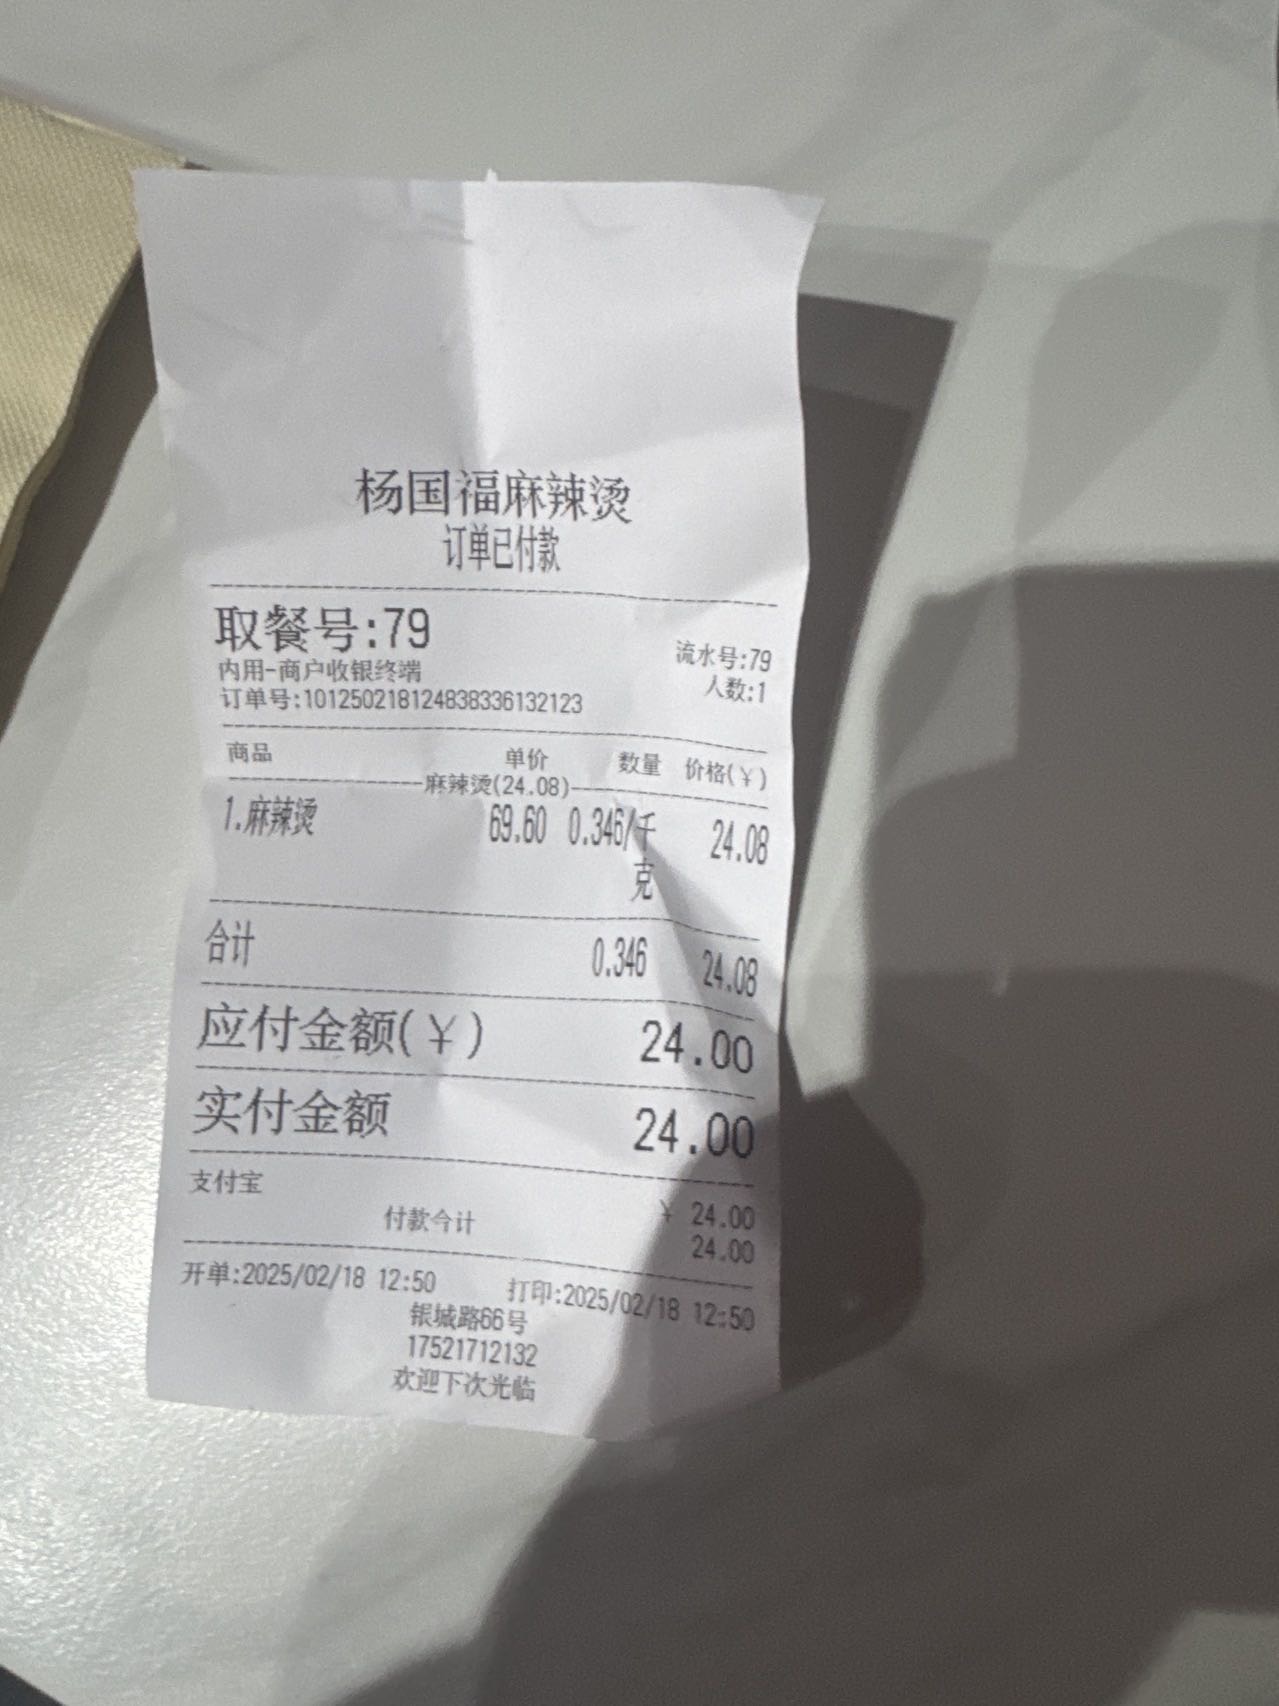 杨国福麻辣烫
订单已付款
取餐号:79
流水号:79
内用-商户收银终端
人数:1
订单号:101250218124838336132123
商品 单价 数量 价格(¥)
麻辣烫(24.08)
1.麻辣烫 69.60 0.346/千克 24.08
合计 0.346 24.08
应付金额(¥) 24.00
实付金额 24.00
支付宝 ¥ 24.00
付款合计 24.00
开单:2025/02/18 12:50 打印:2025/02/18 12:50
银城路66号
17521712132
欢迎下次光临